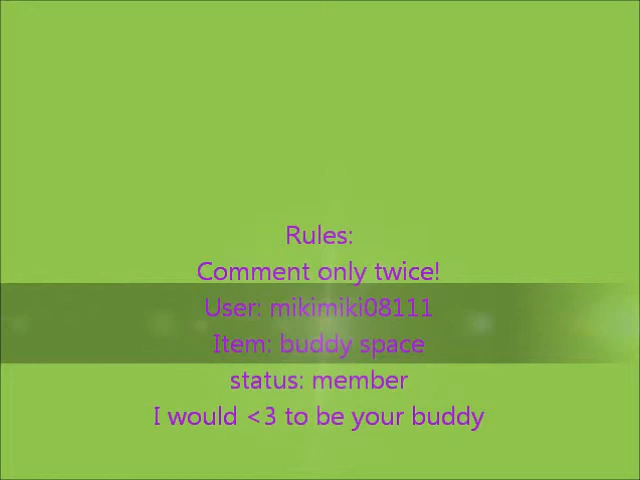 Rules:
Comment only twice!
User: mikimiki08111
Item: buddy space
status: member
I would <3 to be your buddy